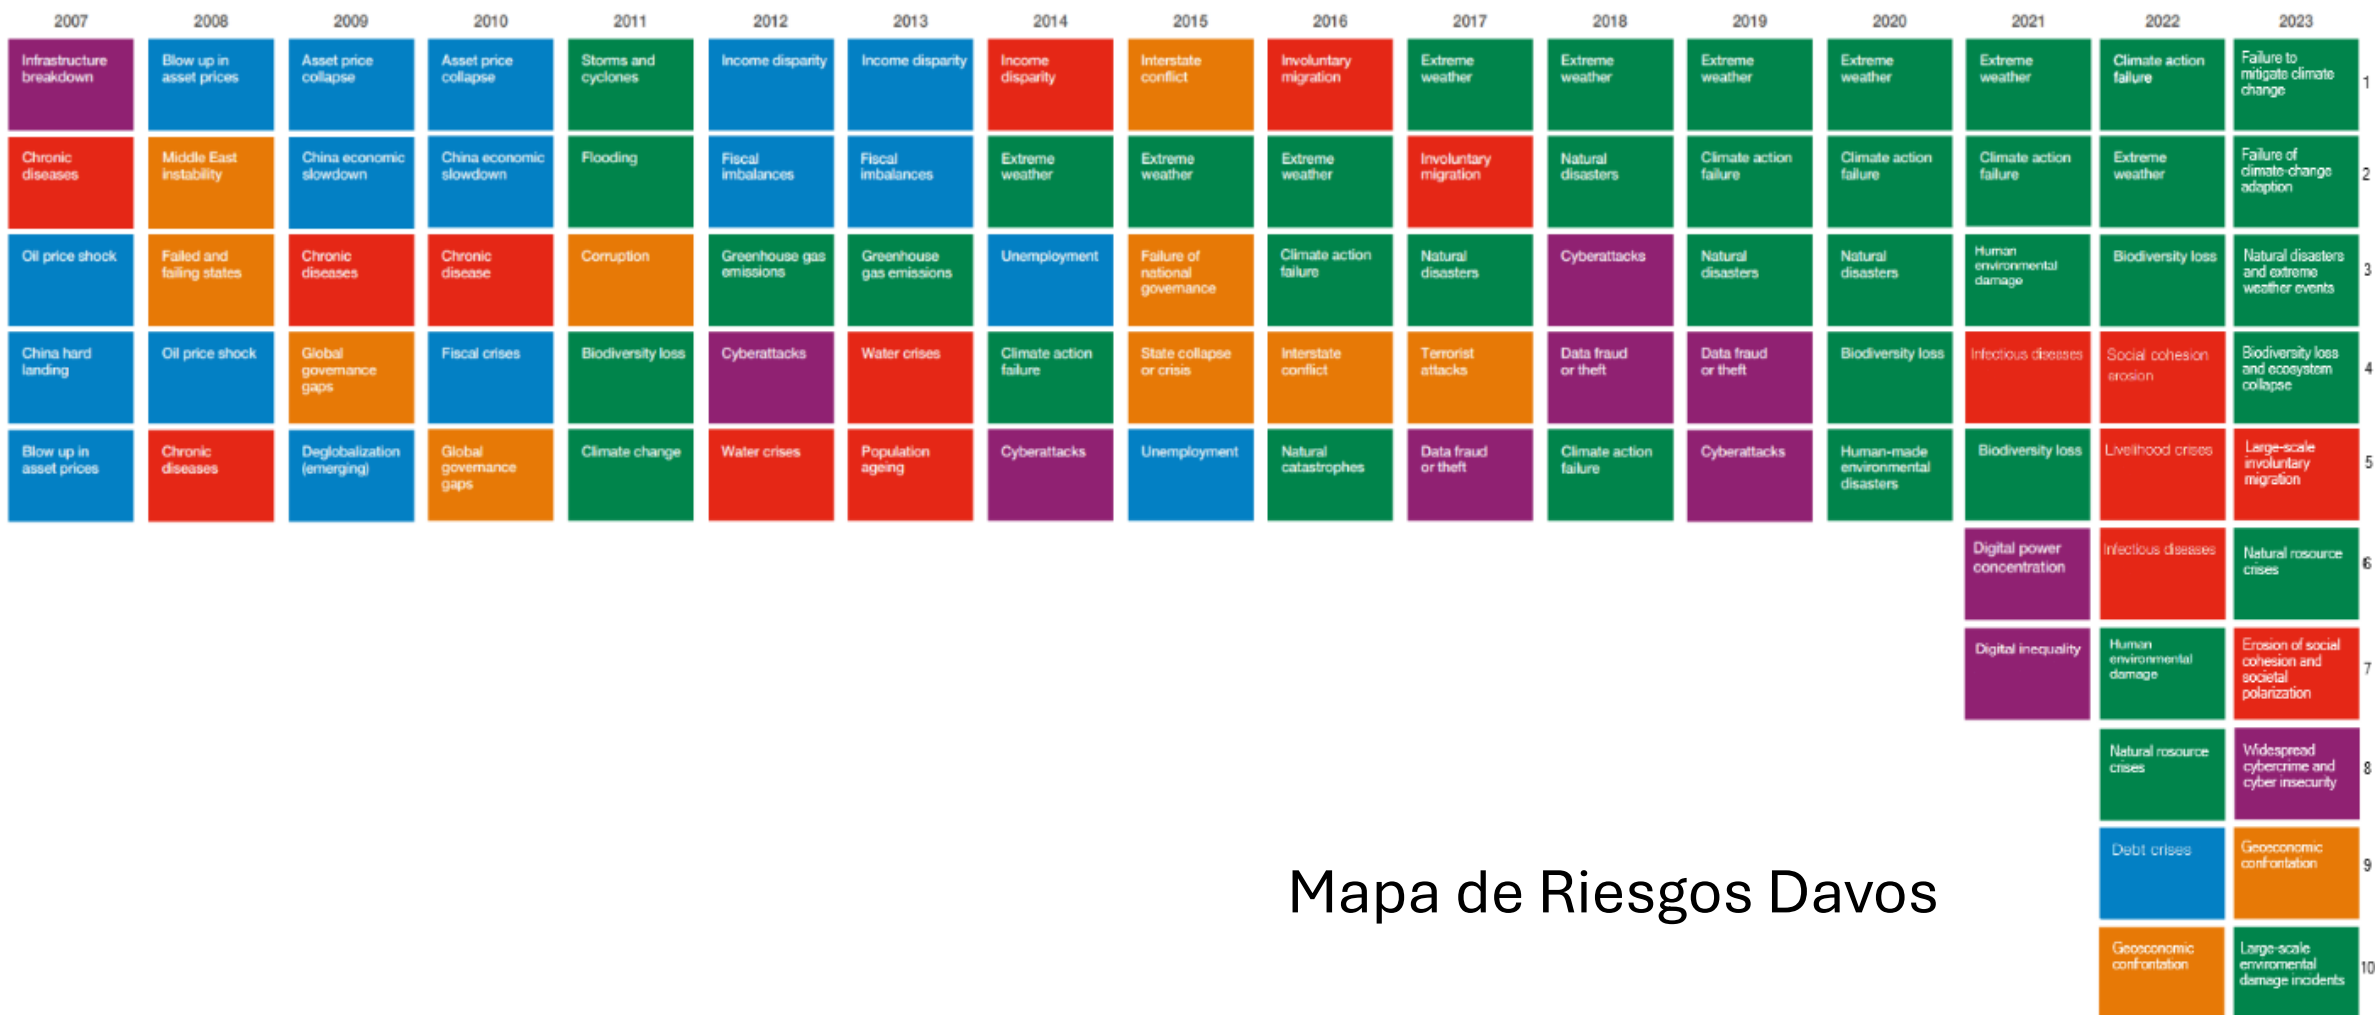 2007 2008 2009 2010 2011 2012 2013 2014 2015 2016 2017 2018 2019 2020 2021 2022 2023
Infrastructure
breakdown
Blow up in
asset prices
Asset price
collapse
Asset price
collapse
Storms and
cyclones
Income disparity
Income disparity
Income
disparity
Interstate
conflict
Involuntary
migration
Extreme
weather
Extreme
weather
Extreme
weather
Extreme
weather
Extreme
weather
Climate action
failure
Failure to
mitigate climate
change
1
Chronic
diseases
Middle East
instability
China economic
slowdown
China economic
slowdown
Flooding
Fiscal
imbalances
Fiscal
imbalances
Extreme
weather
Extreme
weather
Extreme
weather
Involuntary
migration
Natural
disasters
Climate action
failure
Climate action
failure
Climate action
failure
Extreme
weather
Failure of
climate-change
adaption
2
Oil price shock
Failed and
failing states
Chronic
diseases
Chronic
disease
Corruption
Greenhouse gas
emissions
Greenhouse
gas emissions
Unemployment
Failure of
national
governance
Climate action
failure
Natural
disasters
Cyberattacks
Natural
disasters
Natural
disasters
Human
environmental
damage
Biodiversity loss
Natural disasters
and extreme
weather events
3
China hard
landing
Oil price shock
Global
governance
gaps
Fiscal crises
Biodiversity loss
Cyberattacks
Water crises
Climate action
failure
State collapse
or crisis
Interstate
conflict
Terrorist
attacks
Data fraud
or theft
Data fraud
or theft
Biodiversity loss
Infectious diseases
Social cohesion
erosion
Biodiversity loss
and ecosystem
collapse
4
Blow up in
asset prices
Chronic
diseases
Deglobalization
(emerging)
Global
governance
gaps
Climate change
Water crises
Population
ageing
Cyberattacks
Unemployment
Natural
catastrophes
Data fraud
or theft
Climate action
failure
Cyberattacks
Human-made
environmental
disasters
Biodiversity loss
Livelihood crises
Large-scale
involuntary
migration
5
Digital power
concentration
Infectious diseases
Natural rosource
crises
6
Digital inequality
Human
environmental
damage
Erosion of social
cohesion and
societal
polarization
7
Natural rosource
crises
Widespread
cybercrime and
cyber insecurity
8
Debt crises
Geoeconomic
confrontation
9
Geoeconomic
confrontation
Large-scale
enviromental
damage incidents
10
Mapa de Riesgos Davos